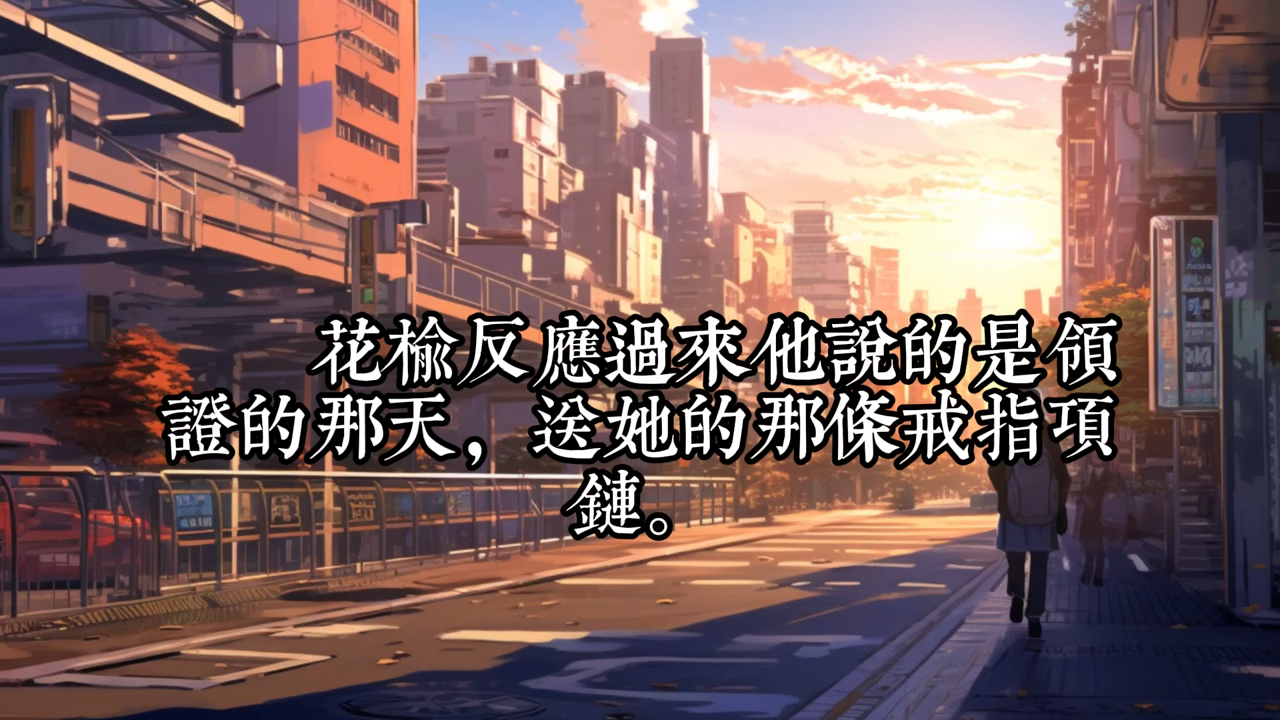 花榆反應過來他說的是領
證的那天，送她的那條戒指項
鏈。